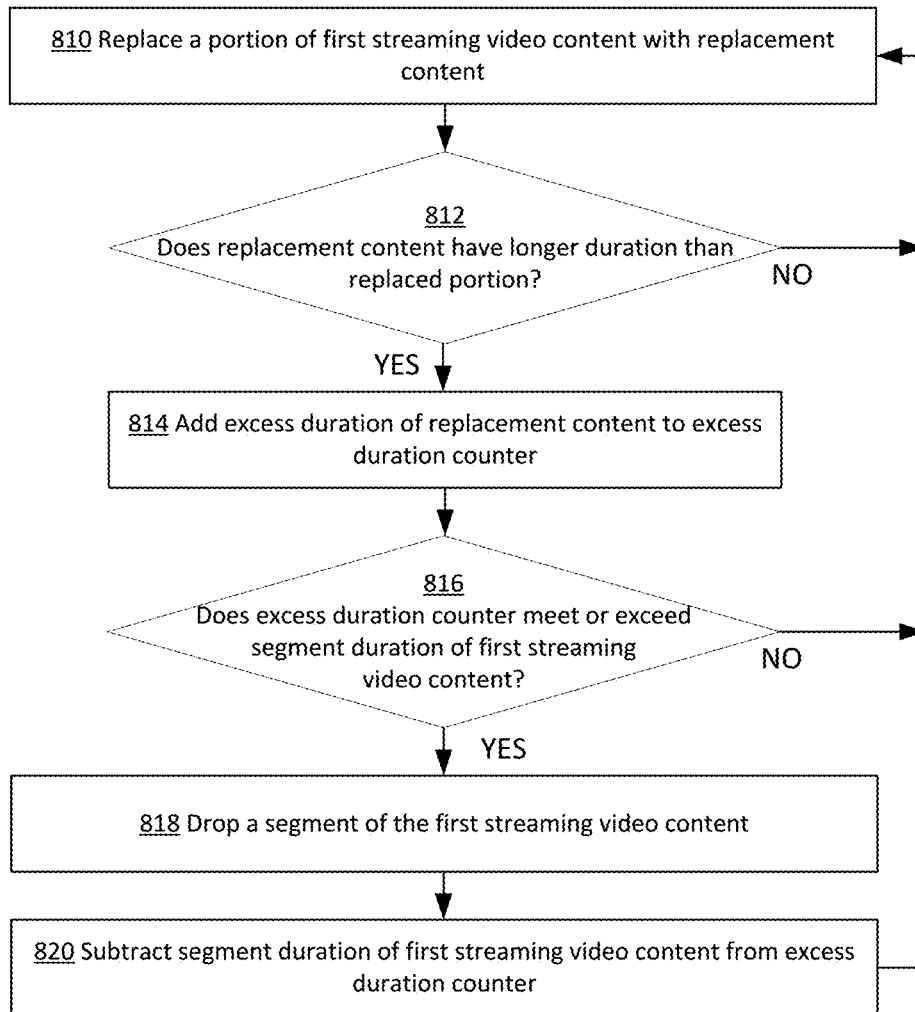 810 Replace a portion of first streaming video content with replacement
content
812
Does replacement content have longer duration than
replaced portion?
NO
YES
814 Add excess duration of replacement content to excess
duration counter
816
Does excess duration counter meet or exceed
segment duration of first streaming
video content?
NO
YES
818 Drop a segment of the first streaming video content
820 Subtract segment duration of first streaming video content from excess
duration counter